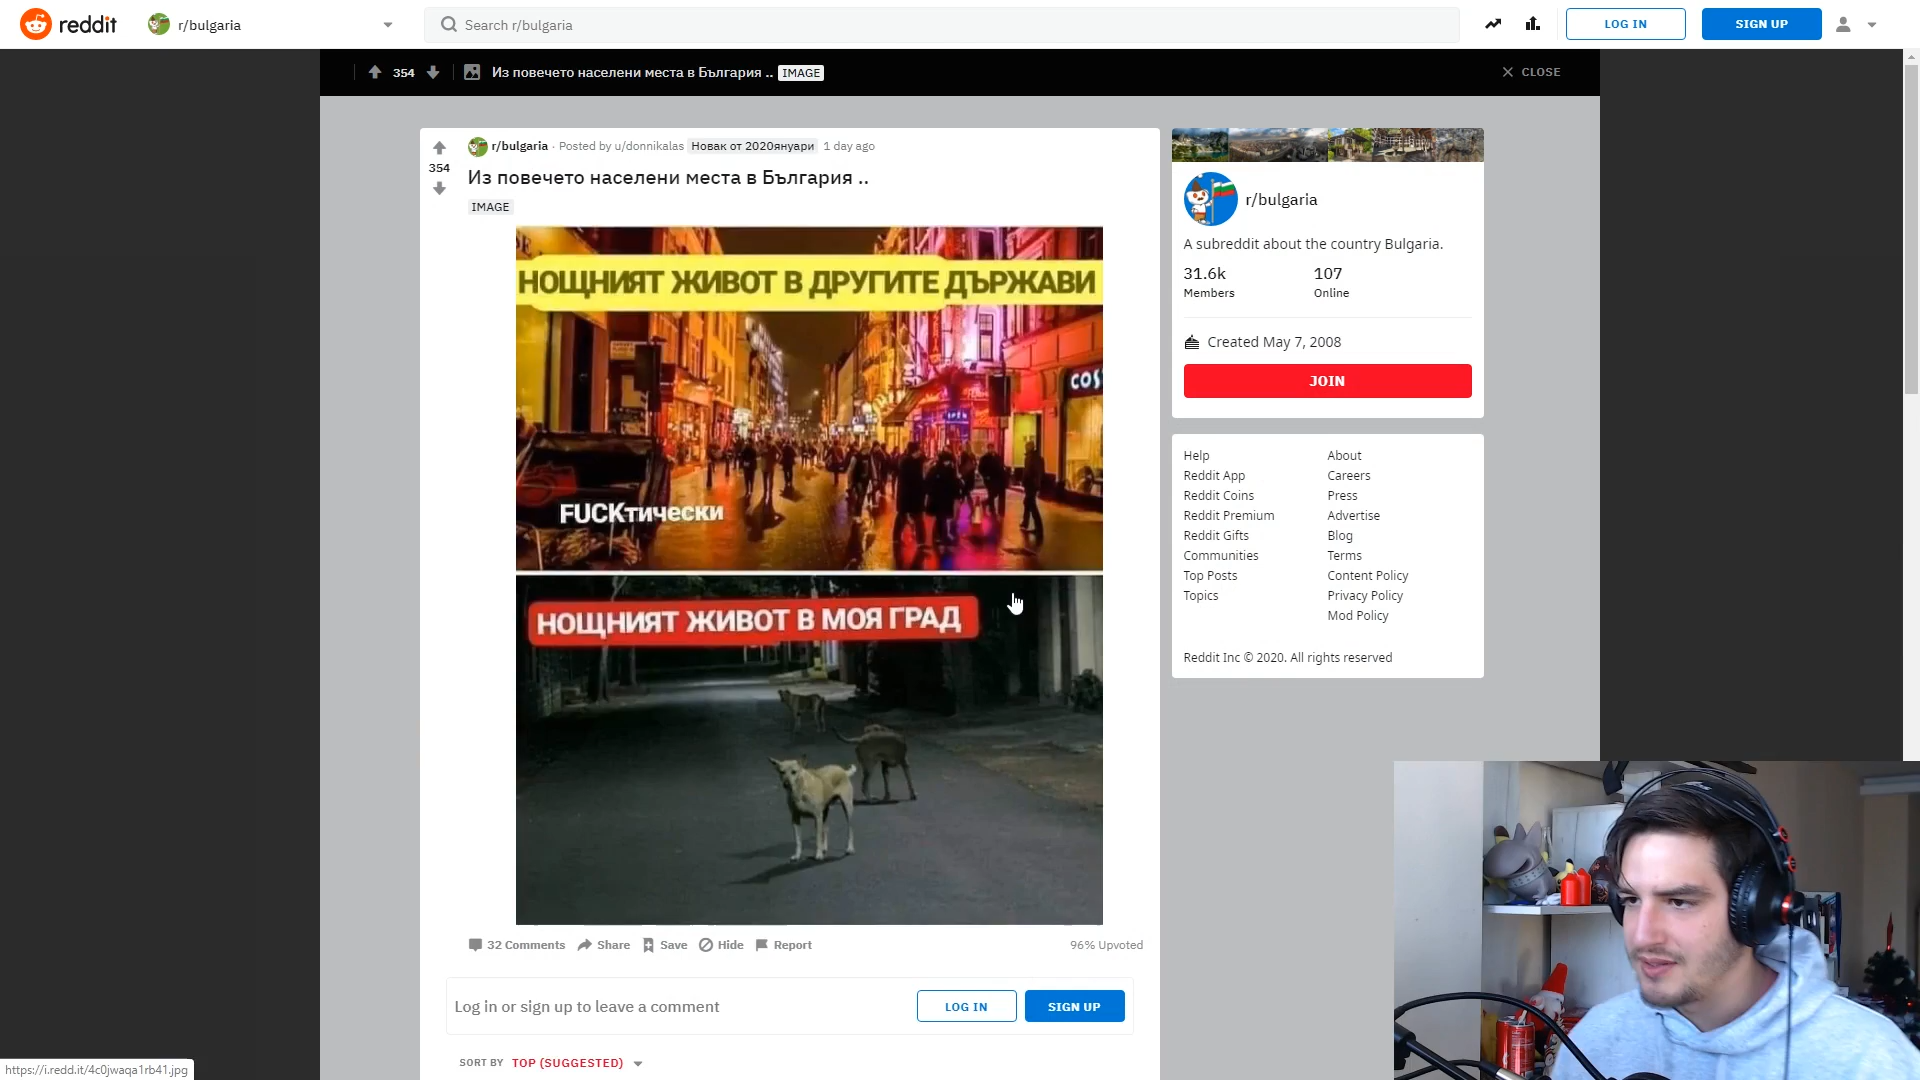 reddit
r/bulgaria
Search r/bulgaria
LOG IN
SIGN UP
354
Из повечето населени места в България ..
IMAGE
CLOSE
354
r/bulgaria · Posted by u/donnikalas Новак от 2020януари 1 day ago
Из повечето населени места в България ..
IMAGE
НОЩНИЯТ ЖИВОТ В ДРУГИТЕ ДЪРЖАВИ
COS
FUCKтически
НОЩНИЯТ ЖИВОТ В МОЯ ГРАД
32 Comments
Share
Save
Hide
Report
96% Upvoted
Log in or sign up to leave a comment
LOG IN
SIGN UP
SORT BY TOP (SUGGESTED)
r/bulgaria
A subreddit about the country Bulgaria.
31.6k
107
Members
Online
Created May 7, 2008
JOIN
Help
About
Reddit App
Careers
Reddit Coins
Press
Reddit Premium
Advertise
Reddit Gifts
Blog
Communities
Terms
Top Posts
Content Policy
Topics
Privacy Policy
Mod Policy
Reddit Inc © 2020. All rights reserved
https://i.redd.it/4c0jwaqa1rb41.jpg